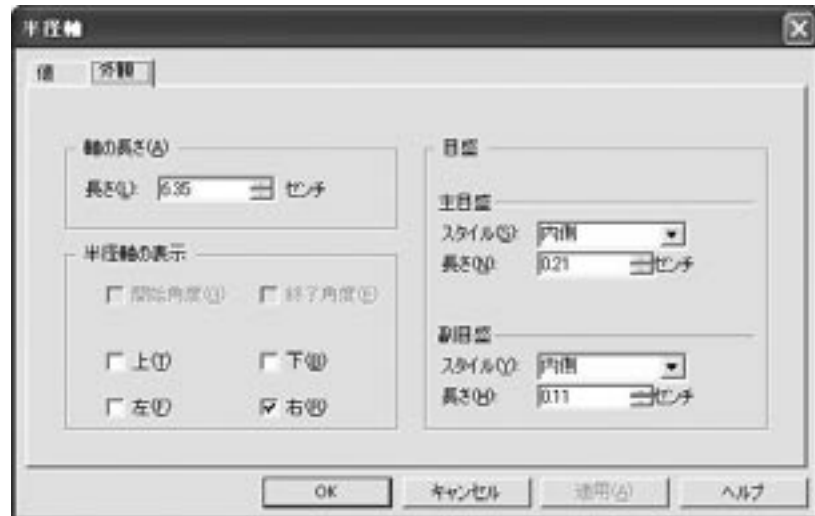 半径軸
値 外観
軸の長さ(A)
長さ(L): 6.35 センチ
半径軸の表示
開始角度(O) 終了角度(E)
上(T) 下(B)
左(F) 右(R)
目盛
主目盛
スタイル(S): 内側
長さ(N): 0.21 センチ
副目盛
スタイル(Y): 内側
長さ(H): 0.11 センチ
OK キャンセル 適用(A) ヘルプ